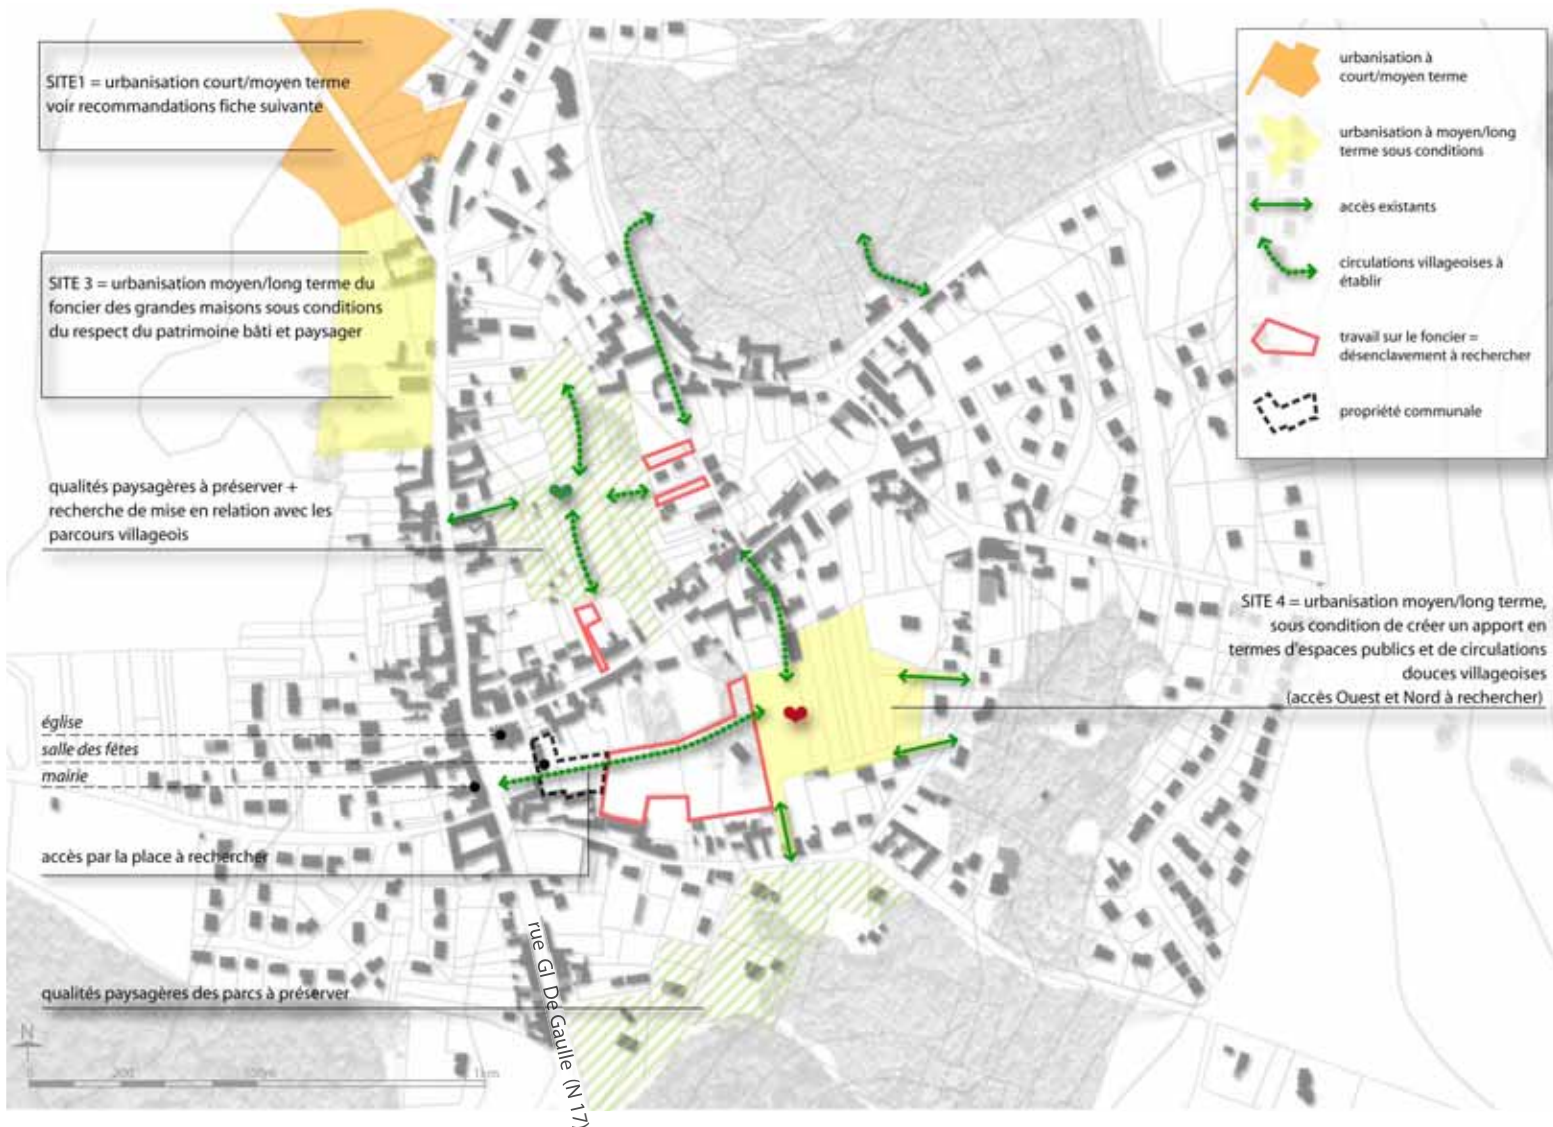 SITE1 = urbanisation court/moyen terme
voir recommandations fiche suivante
SITE 3 = urbanisation moyen/long terme du
foncier des grandes maisons sous conditions
du respect du patrimoine bâti et paysager
qualités paysagères à préserver +
recherche de mise en relation avec les
parcours villageois
église
salle des fêtes
mairie
accès par la place à rechercher
qualités paysagères des parcs à préserver
N
0
200
1km
rue Gl De Gaulle (N 17)
urbanisation à
court/moyen terme
urbanisation à moyen/long
terme sous conditions
accès existants
circulations villageoises à
établir
travail sur le foncier =
désenclavement à rechercher
propriété communale
SITE 4 = urbanisation moyen/long terme,
sous condition de créer un apport en
termes d'espaces publics et de circulations
douces villageoises
(accès Ouest et Nord à rechercher)